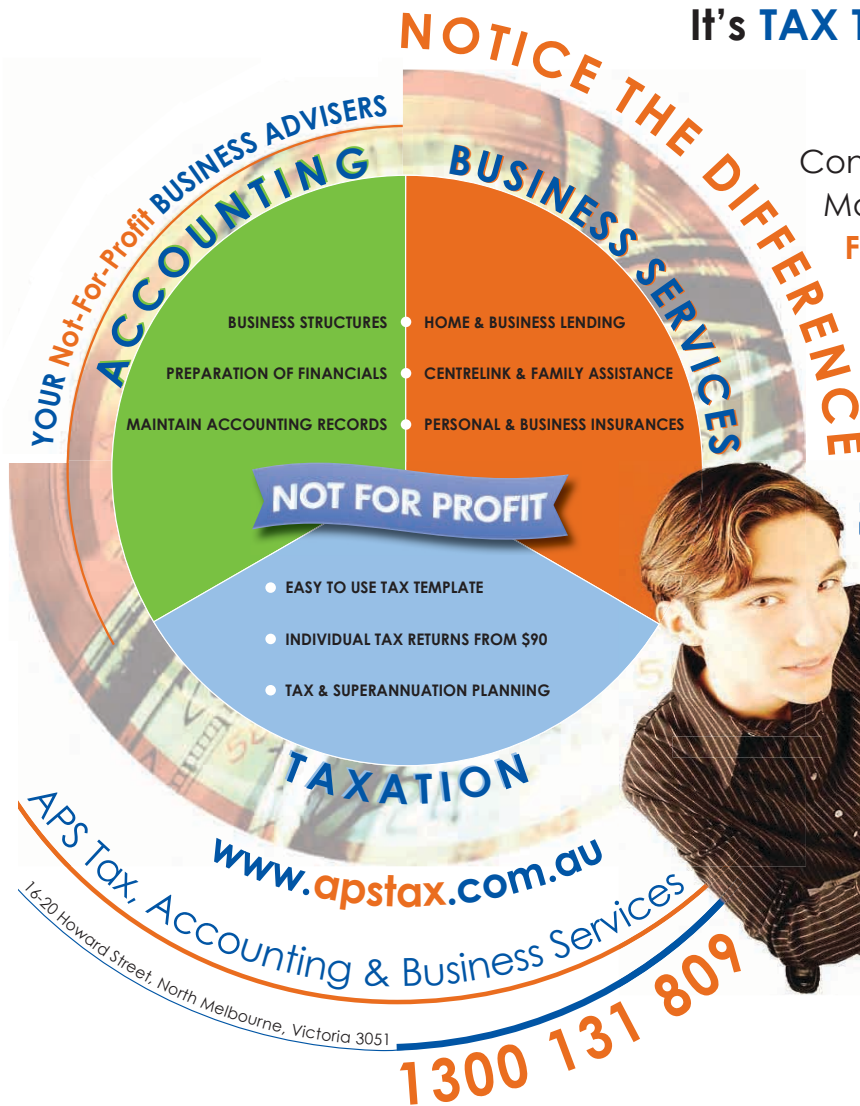 It's TAX
NOTICE THE DIFFERENCE
YOUR Not-For-Profit BUSINESS ADVISERS
ACCOUNTING
BUSINESS SERVICES
BUSINESS STRUCTURES
PREPARATION OF FINANCIALS
MAINTAIN ACCOUNTING RECORDS
HOME & BUSINESS LENDING
CENTRELINK & FAMILY ASSISTANCE
PERSONAL & BUSINESS INSURANCES
NOT FOR PROFIT
EASY TO USE TAX TEMPLATE
INDIVIDUAL TAX RETURNS FROM $90
TAX & SUPERANNUATION PLANNING
TAXATION
www.apstax.com.au
APS Tax, Accounting & Business Services
16-20 Howard Street, North Melbourne, Victoria 3051
1300 131 809